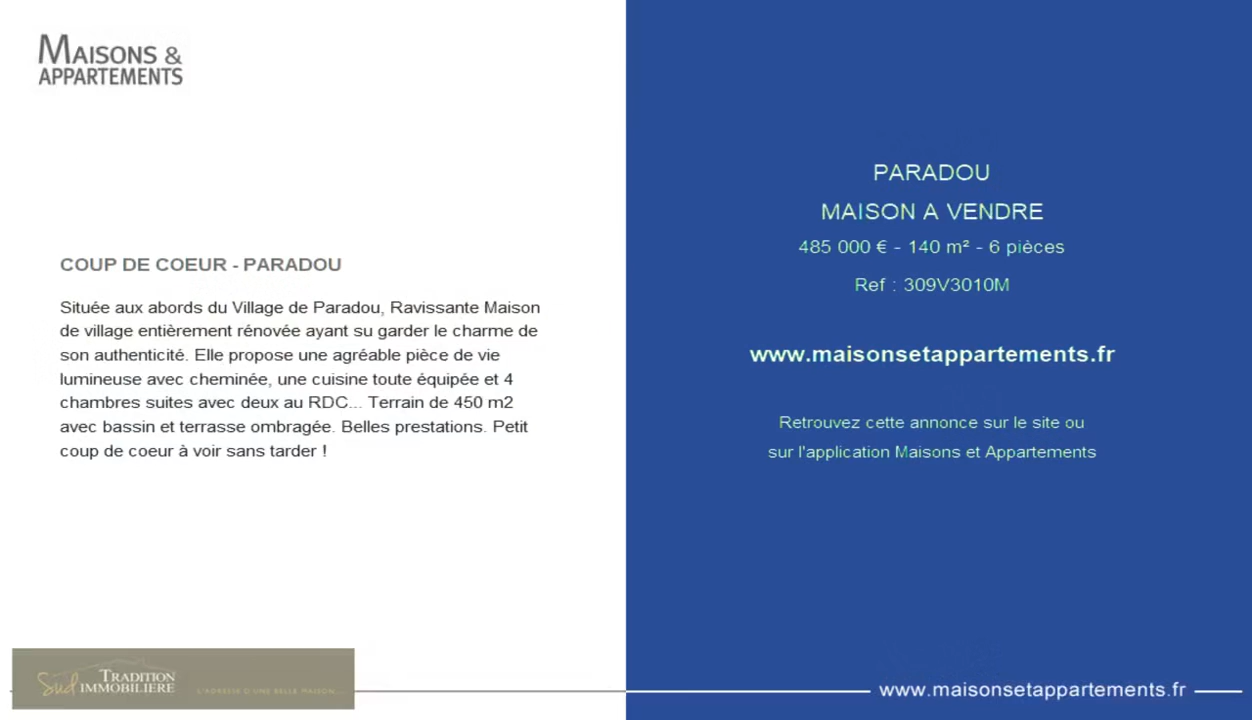 MAISONS &
APPARTEMENTS
COUP DE COEUR - PARADOU
Située aux abords du Village de Paradou, Ravissante Maison
de village entièrement rénovée ayant su garder le charme de
son authenticité. Elle propose une agréable pièce de vie
lumineuse avec cheminée, une cuisine toute équipée et 4
chambres suites avec deux au RDC... Terrain de 450 m2
avec bassin et terrasse ombragée. Belles prestations. Petit
coup de coeur à voir sans tarder !
Sud TRADITION
IMMOBILIERE
L'ADRESSE D'UNE BELLE MAISON...
PARADOU
MAISON A VENDRE
485 000 € - 140 m² - 6 pièces
Ref : 309V3010M
www.maisonsetappartements.fr
Retrouvez cette annonce sur le site ou
sur l'application Maisons et Appartements
www.maisonsetappartements.fr